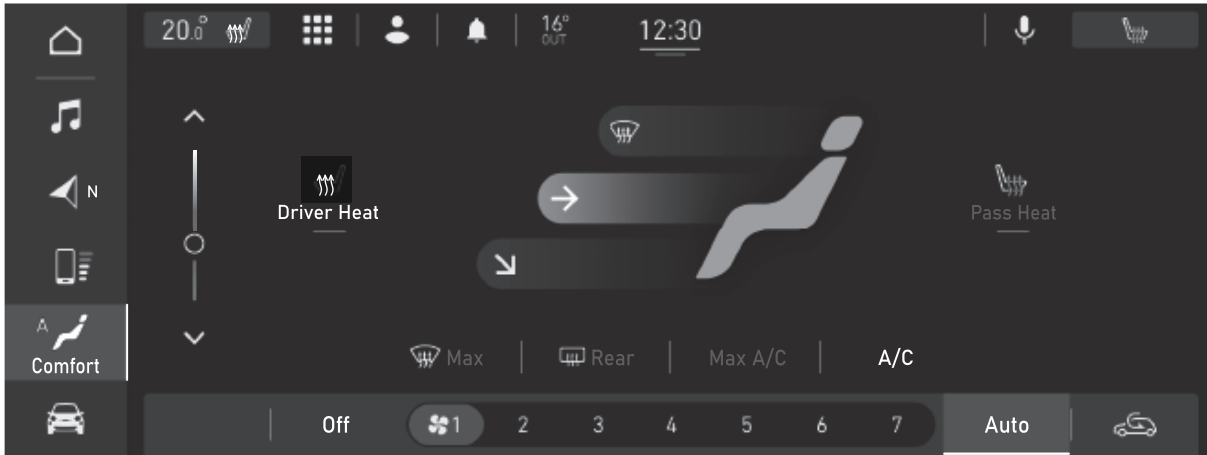 20.0°
16°
OUT
12:30
N
Driver Heat
Pass Heat
A
Comfort
Max
Rear
Max A/C
A/C
Off
1
2
3
4
5
6
7
Auto